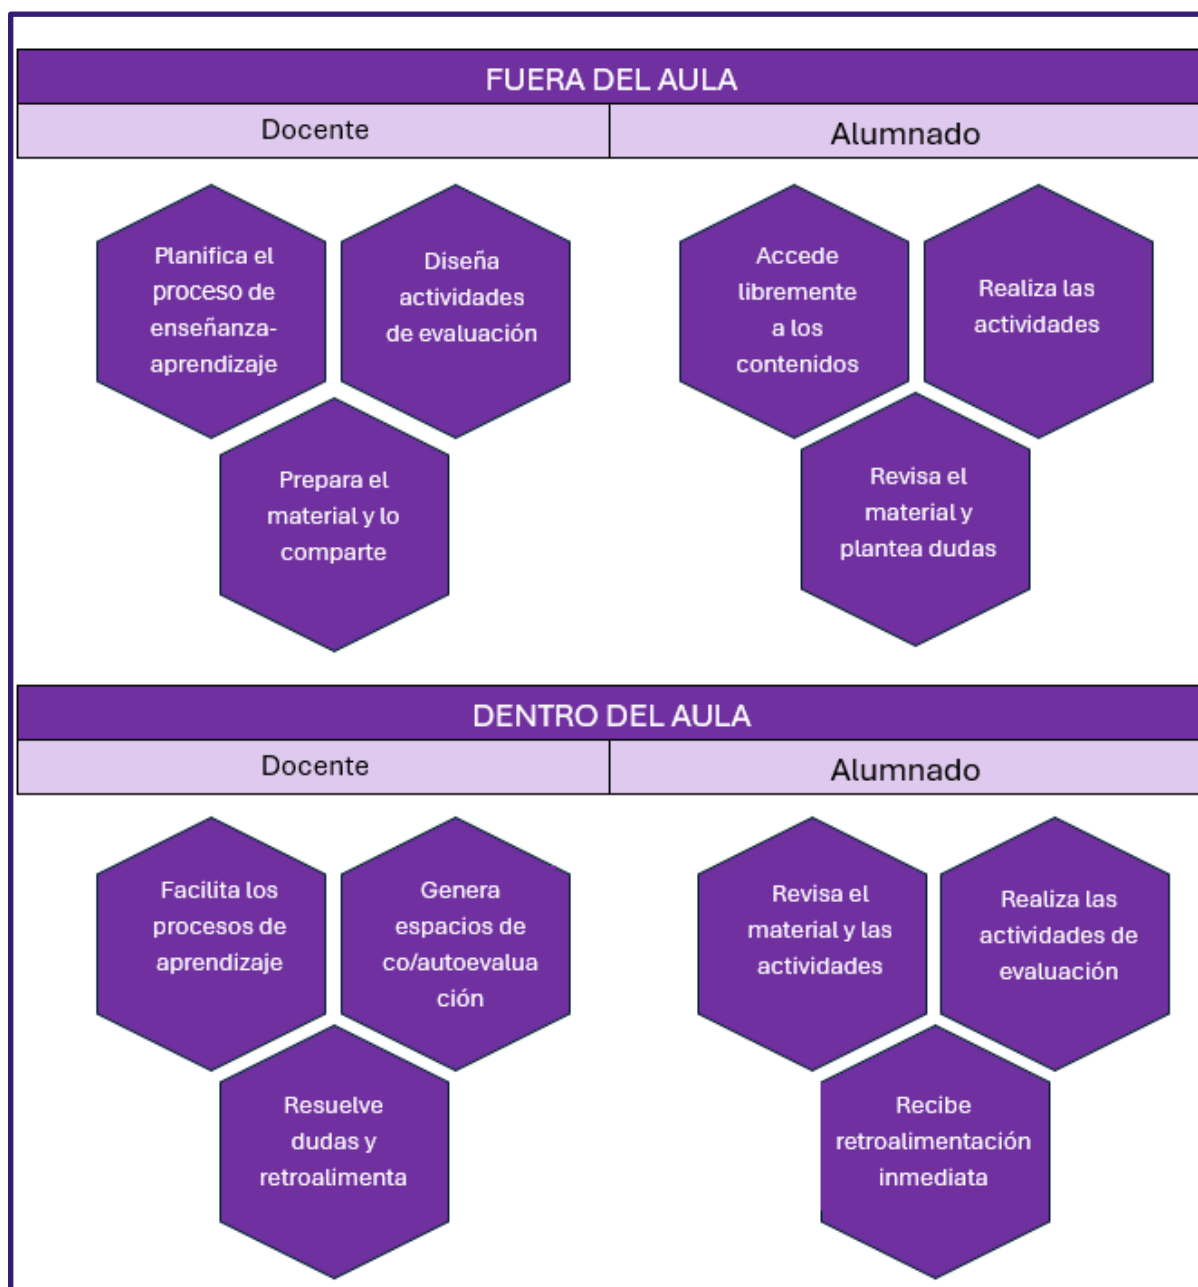 FUERA DEL AULA
Docente
Alumnado
Planifica el
proceso de
enseñanza-
aprendizaje
Diseña
actividades
de evaluación
Prepara el
material y lo
comparte
Accede
libremente
a los
contenidos
Realiza las
actividades
Revisa el
material y
plantea dudas
DENTRO DEL AULA
Docente
Alumnado
Facilita los
procesos de
aprendizaje
Genera
espacios de
co/autoevalua
ción
Resuelve
dudas y
retroalimenta
Revisa el
material y las
actividades
Realiza las
actividades de
evaluación
Recibe
retroalimentación
inmediata